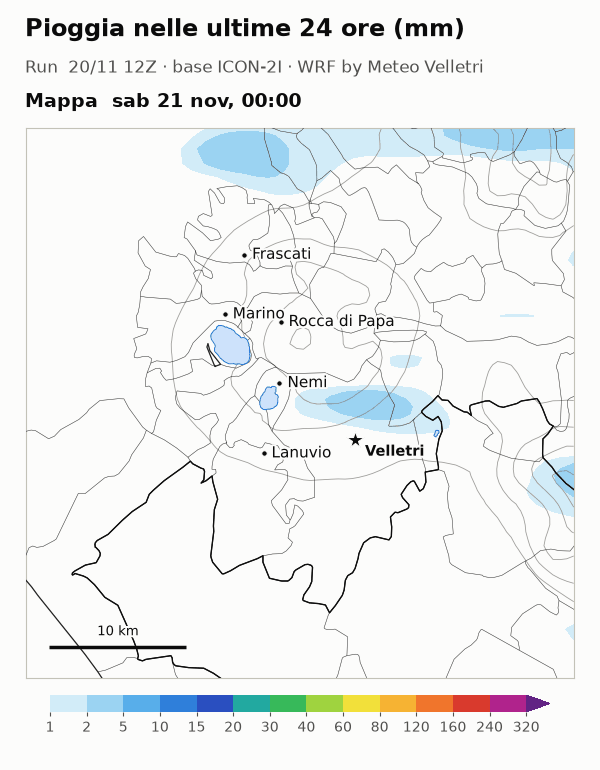 Pioggia nelle ultime 24 ore (mm)
Run  20/11 12Z · base ICON-2I · WRF by Meteo Velletri
Mappa  sab 21 nov, 00:00
Frascati
Marino
Rocca di Papa
Nemi
Velletri
Lanuvio
10 km
1 2 5 10 15 20 30 40 60 80 120 160 240 320